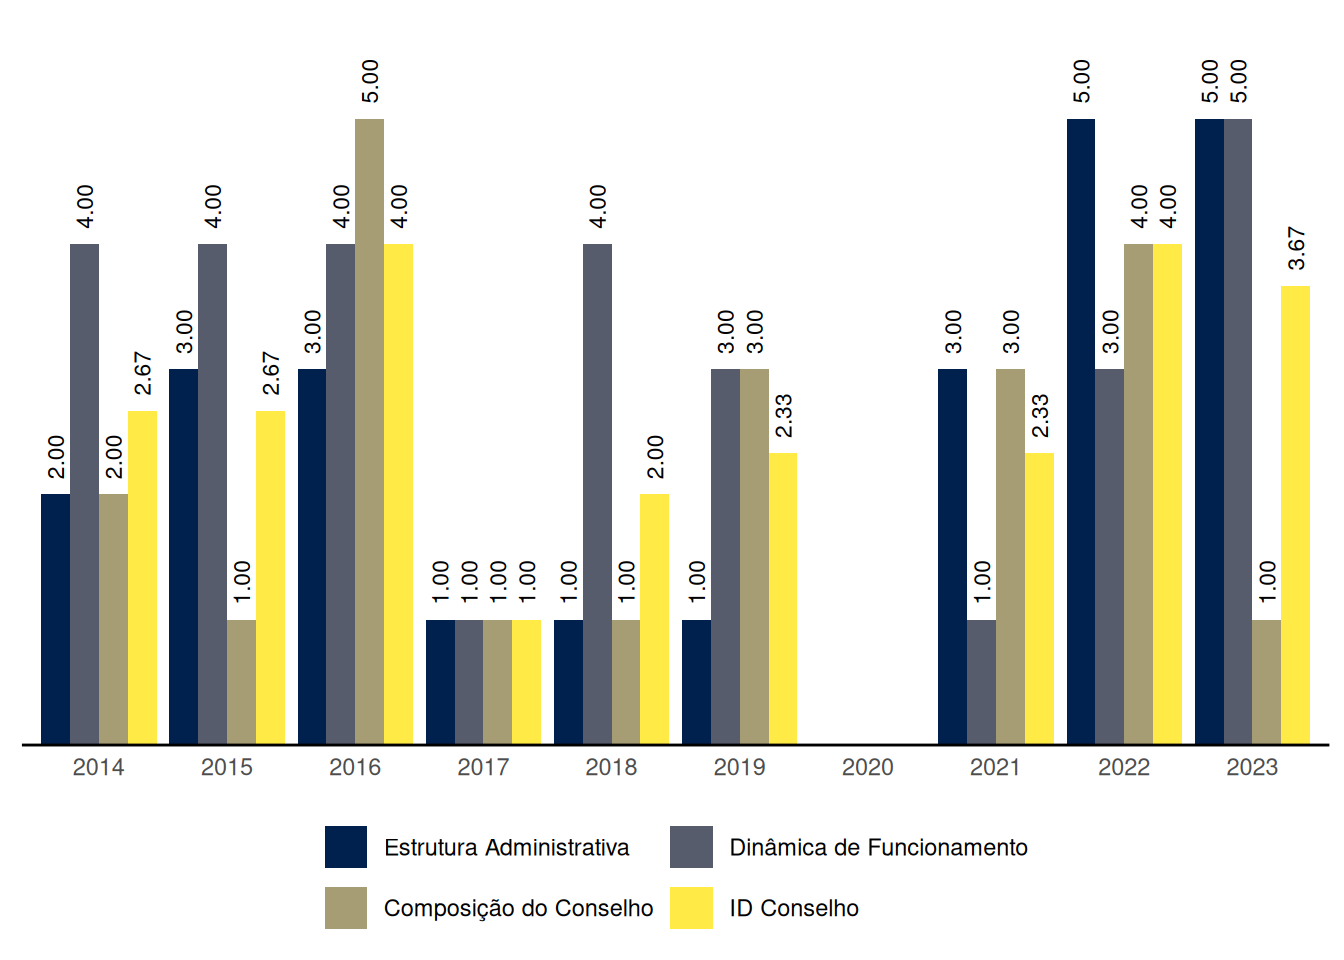 2.00 4.00 2.00 2.67 3.00 4.00 1.00 2.67 3.00 4.00 5.00 4.00 1.00 1.00 1.00 1.00 1.00 4.00 1.00 2.00 1.00 3.00 3.00 2.33 3.00 1.00 3.00 2.33 5.00 3.00 4.00 4.00 5.00 5.00 1.00 3.67
2014 2015 2016 2017 2018 2019 2020 2021 2022 2023
Estrutura Administrativa Dinâmica de Funcionamento
Composição do Conselho ID Conselho